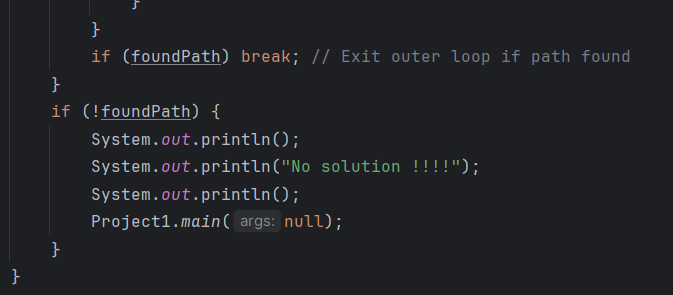 }
}
if (foundPath) break; // Exit outer loop if path found
}
if (!foundPath) {
System.out.println();
System.out.println("No solution !!!!");
System.out.println();
Project1.main( args: null);
}
}